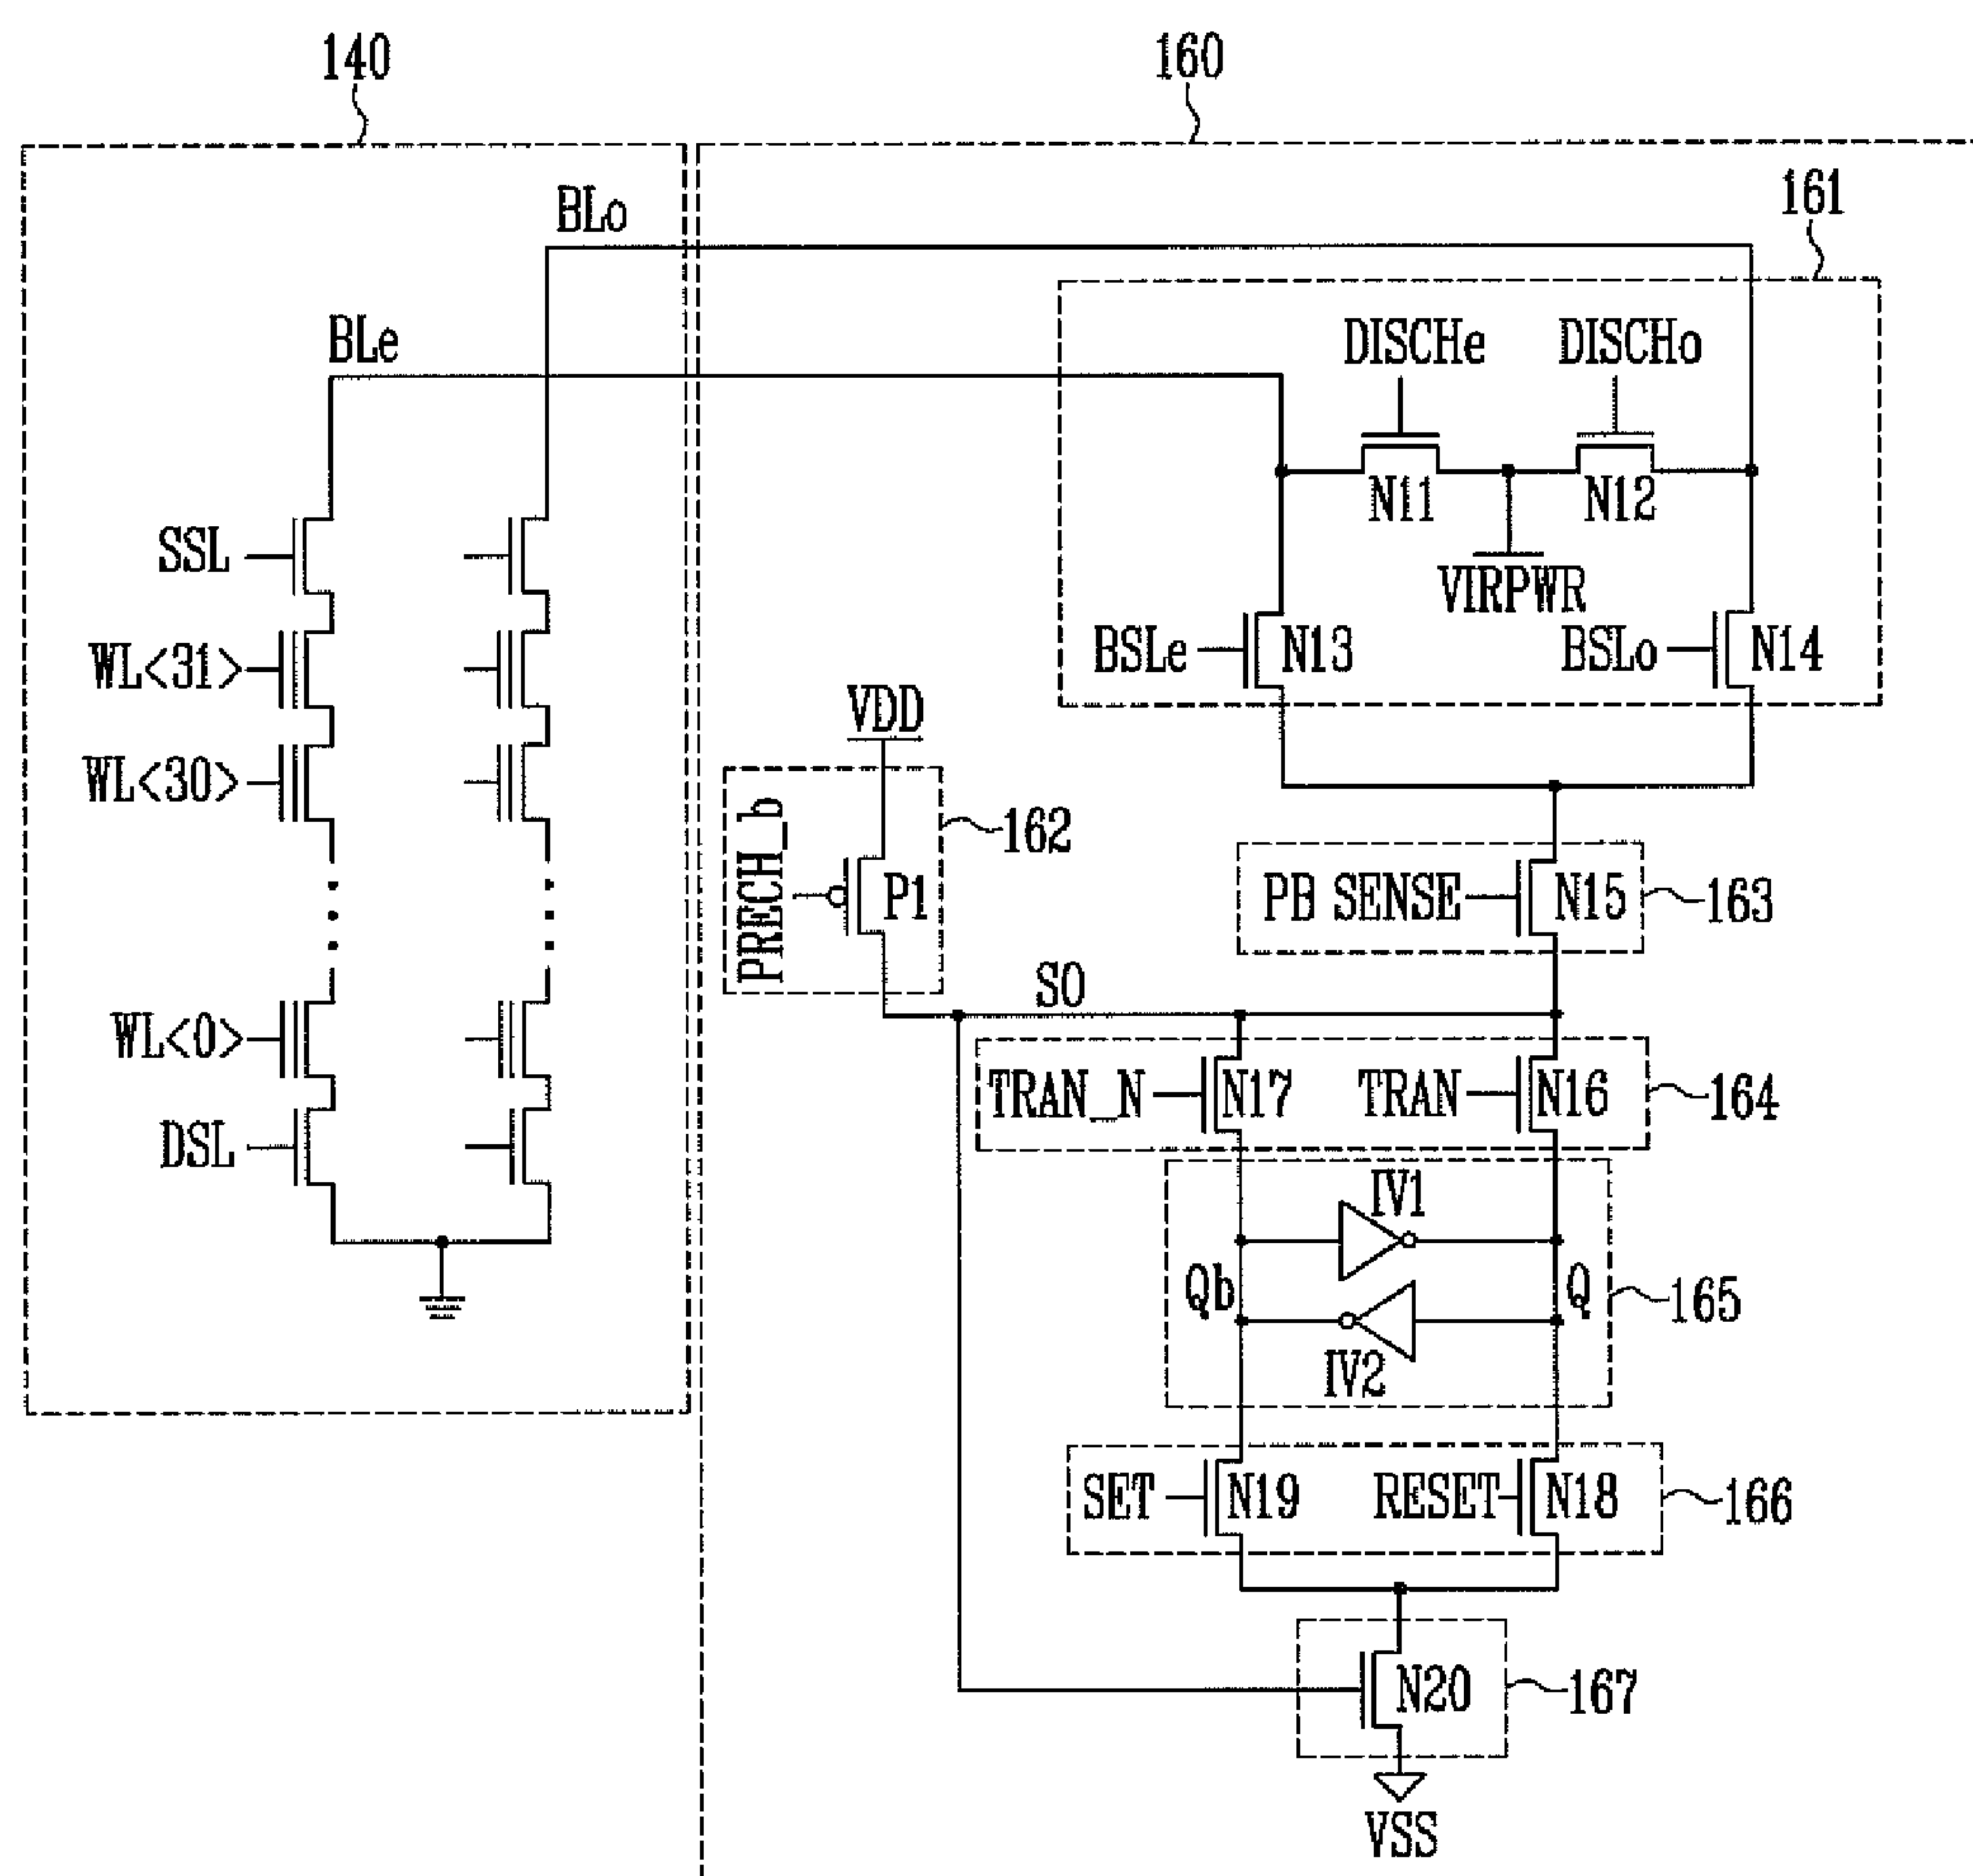 140
160
BLo
161
BLe
DISCHe
DISCHo
N11
N12
SSL
VIRPWR
WL<31>
BSLe
N13
BSLo
N14
VDD
WL<30>
PRECH_b
162
P1
PB SENSE
N15
163
SO
WL<0>
TRAN_N
N17
TRAN
N16
164
DSL
IV1
Qb
Q
165
IV2
SET
N19
RESET
N18
166
N20
167
VSS